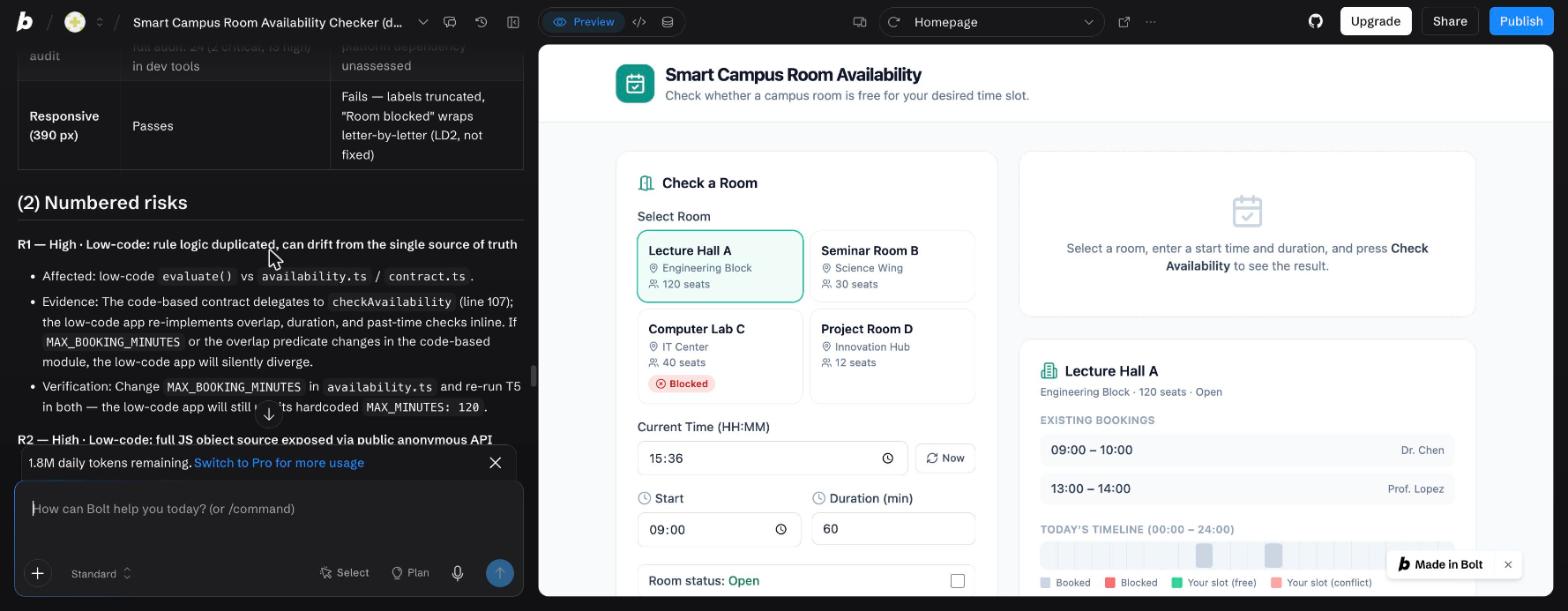 Smart Campus Room Availability Checker (d...
Preview
Homepage
Upgrade
Share
Publish
audit
full audit: 24 (2 critical, 15 high)
in dev tools
platform dependency
unassessed
Responsive
(390 px)
Passes
Fails — labels truncated,
"Room blocked" wraps
letter-by-letter (LD2, not
fixed)
(2) Numbered risks
R1 — High · Low-code: rule logic duplicated, can drift from the single source of truth
• Affected: low-code evaluate() vs availability.ts / contract.ts.
• Evidence: The code-based contract delegates to checkAvailability (line 107);
the low-code app re-implements overlap, duration, and past-time checks inline. If
MAX_BOOKING_MINUTES or the overlap predicate changes in the code-based
module, the low-code app will silently diverge.
• Verification: Change MAX_BOOKING_MINUTES in availability.ts and re-run T5
in both — the low-code app will still its hardcoded MAX_MINUTES: 120.
R2 — High · Low-code: full JS object source exposed via public anonymous API
1.8M daily tokens remaining. Switch to Pro for more usage
How can Bolt help you today? (or /command)
Standard
Select
Plan
Smart Campus Room Availability
Check whether a campus room is free for your desired time slot.
Check a Room
Select Room
Lecture Hall A
Engineering Block
120 seats
Seminar Room B
Science Wing
30 seats
Computer Lab C
IT Center
40 seats
Blocked
Project Room D
Innovation Hub
12 seats
Current Time (HH:MM)
15:36
Now
Start
Duration (min)
09:00
60
Room status: Open
Select a room, enter a start time and duration, and press Check
Availability to see the result.
Lecture Hall A
Engineering Block · 120 seats · Open
EXISTING BOOKINGS
09:00 – 10:00
Dr. Chen
13:00 – 14:00
Prof. Lopez
TODAY'S TIMELINE (00:00 – 24:00)
Booked
Blocked
Your slot (free)
Your slot (conflict)
b Made in Bolt